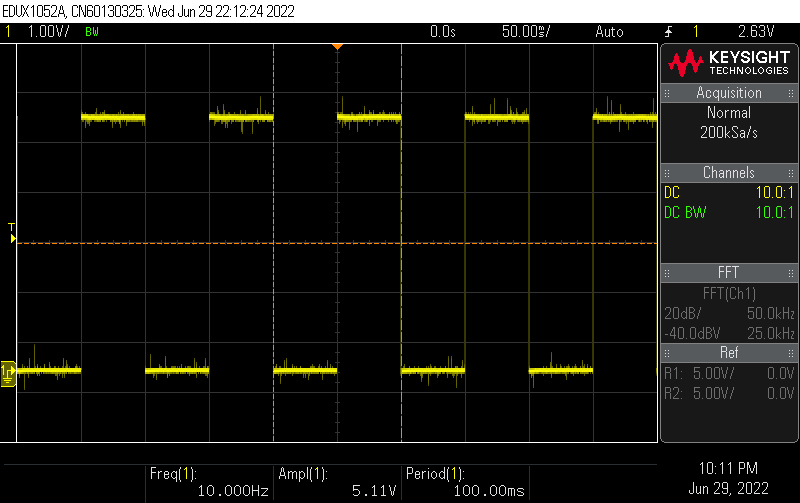 EDUX1052A, CN60130325: Wed Jun 29 22:12:24 2022
1 1.00V/ BW 0.0s 50.00ms/ Auto 1 2.63V
KEYSIGHT
TECHNOLOGIES
Acquisition
Normal
200kSa/s
Channels
DC 10.0:1
DC BW 10.0:1
T
FFT
FFT(Ch1)
20dB/ 50.0kHz
-40.0dBV 25.0kHz
Ref
R1: 5.00V/ 0.0V
R2: 5.00V/ 0.0V
1
Freq(1): Ampl(1): Period(1):
10.000Hz 5.11V 100.00ms
10:11 PM
Jun 29, 2022